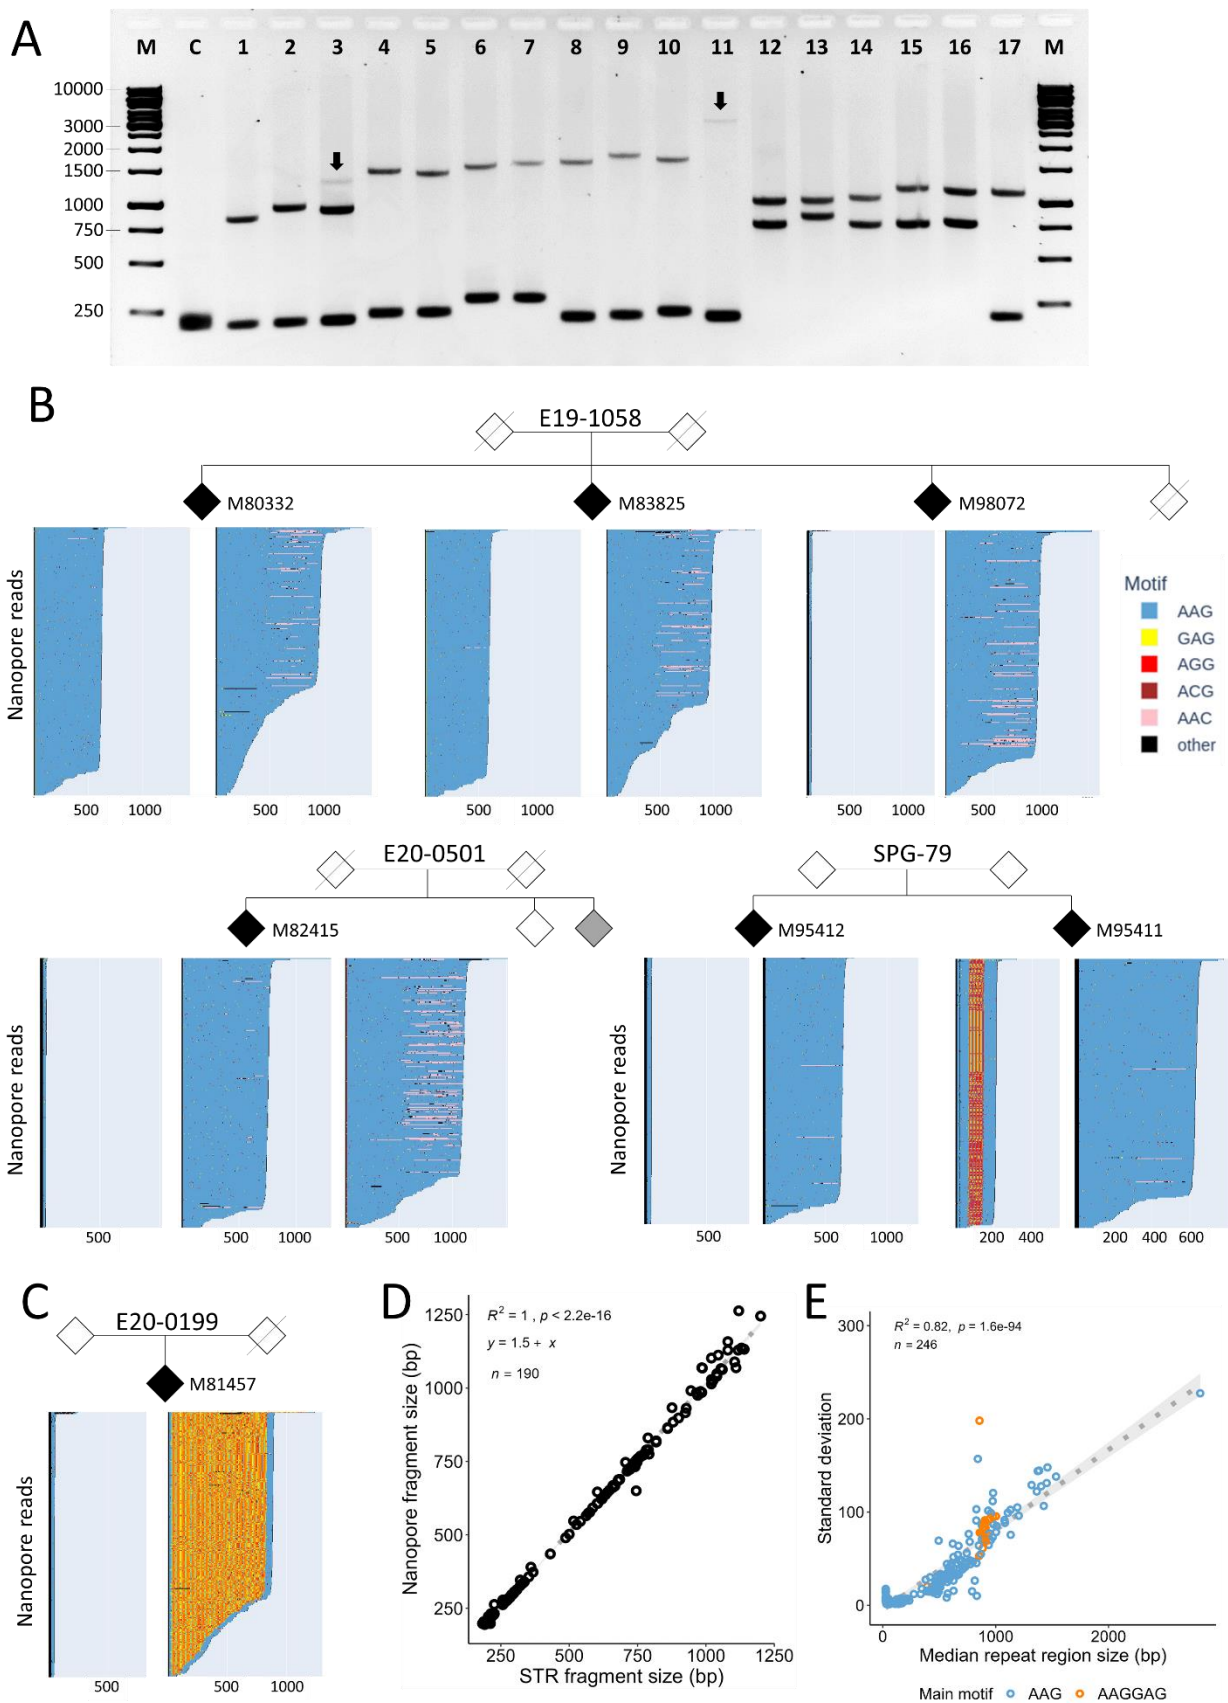 A
M C 1 2 3 4 5 6 7 8 9 10 11 12 13 14 15 16 17 M
10000
3000
2000
1500
1000
750
500
250
B
E19-1058
M80332
M83825
M98072
Nanopore reads
500 1000
500 1000
500 1000
500 1000
500 1000
500 1000
Motif
AAG
GAG
AGG
ACG
AAC
other
E20-0501
M82415
Nanopore reads
500
500 1000
500 1000
SPG-79
M95412
M95411
Nanopore reads
500
500 1000
200 400
200 400 600
C
E20-0199
M81457
Nanopore reads
500
500 1000
D
R² = 1 , p < 2.2e-16
y = 1.5 + x
n = 190
Nanopore fragment size (bp)
1250
1000
750
500
250
250 500 750 1000 1250
STR fragment size (bp)
E
R² = 0.82, p = 1.6e-94
n = 246
Standard deviation
300
200
100
0
0 1000 2000
Median repeat region size (bp)
Main motif AAG AAGGAG